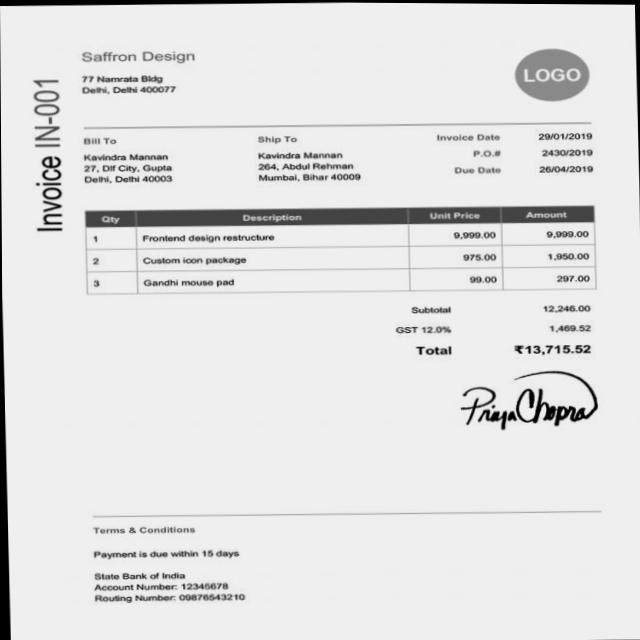 Saffron Design
77 Namrata Bldg
Delhi, Delhi 400077
LOGO
Invoice IN-001
Bill To
Kavindra Mannan
27, Dlf City, Gupta
Delhi, Delhi 40003
Ship To
Kavindra Mannan
264, Abdul Rehman
Mumbai, Bihar 40009
Invoice Date 29/01/2019
P.O.# 2430/2019
Due Date 26/04/2019
Qty Description Unit Price Amount
1 Frontend design restructure 9,999.00 9,999.00
2 Custom icon package 975.00 1,950.00
3 Gandhi mouse pad 99.00 297.00
Subtotal 12,246.00
GST 12.0% 1,469.52
Total ₹13,715.52
Priya Chopra
Terms & Conditions
Payment is due within 15 days
State Bank of India
Account Number: 12345678
Routing Number: 09876543210